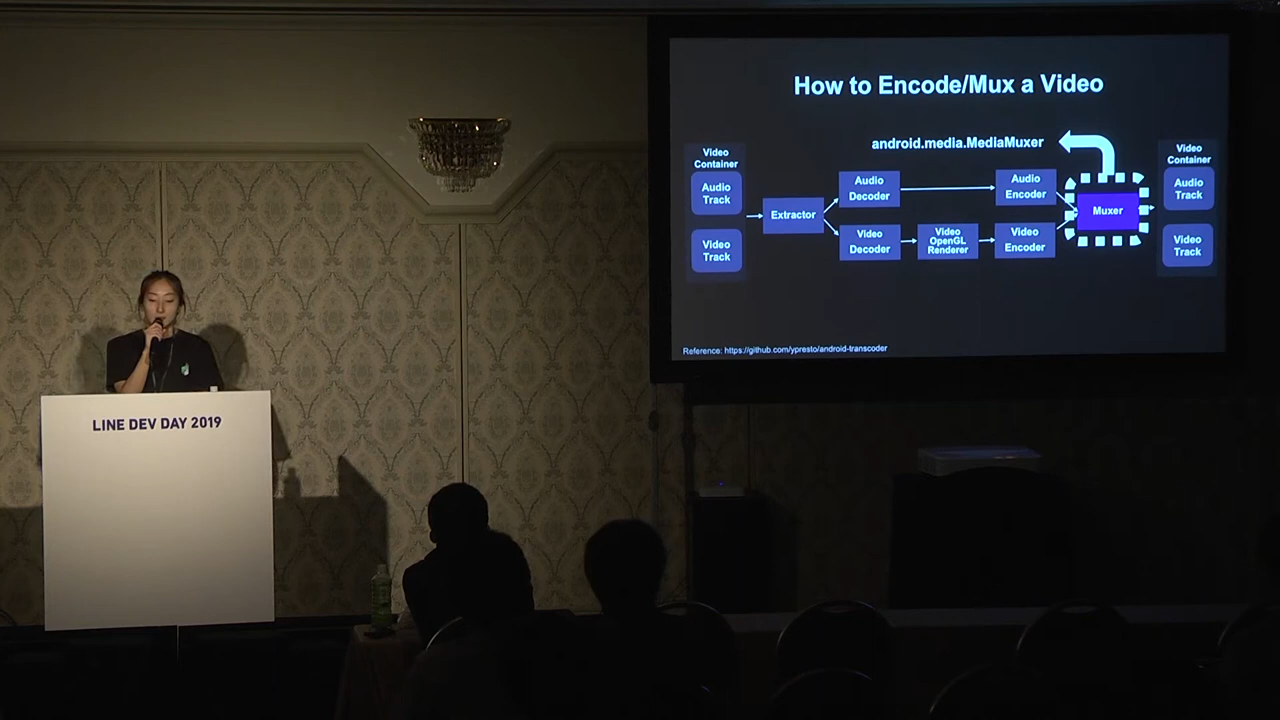 LINE DEV DAY 2019
How to Encode/Mux a Video
android.media.MediaMuxer
Video
Container
Audio
Track
Video
Track
Extractor
Audio
Decoder
Video
Decoder
Video
OpenGL
Renderer
Audio
Encoder
Video
Encoder
Muxer
Video
Container
Audio
Track
Video
Track
Reference: https://github.com/ypresto/android-transcoder